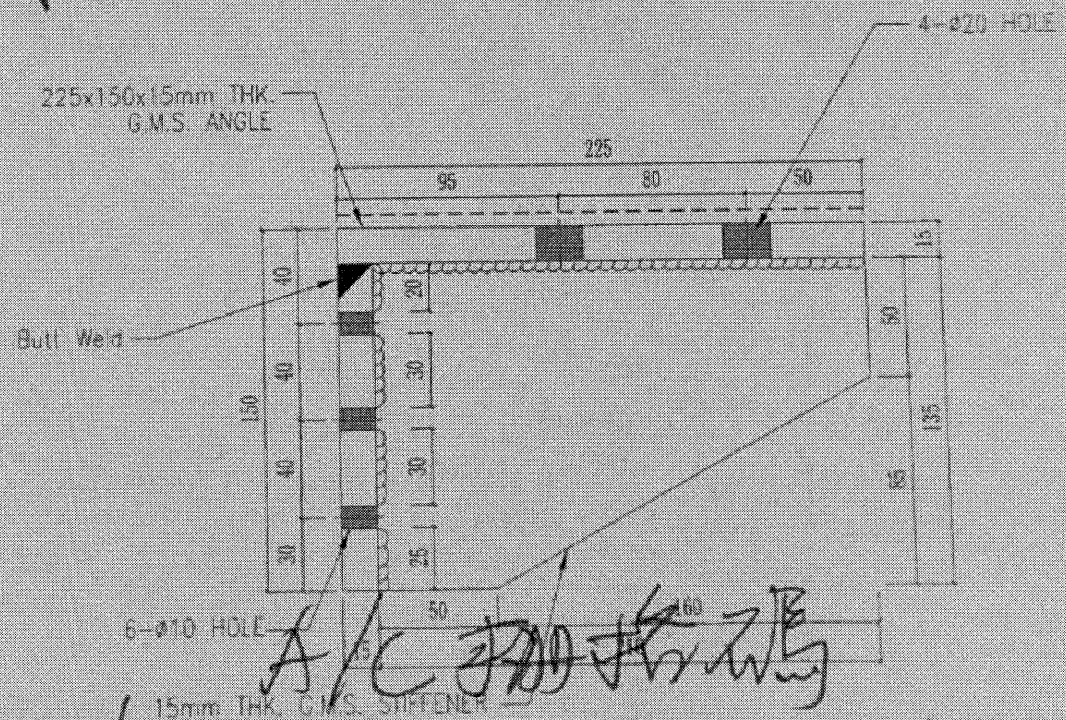 4-ø20 HOLE
225x150x15mm THK.
G.M.S. ANGLE
225
95 80 50
15
40
20
50
Butt Weld
40
30
150
135
40
30
85
30
25
50
160
6-ø10 HOLE
15
A/C 碼
15mm THK. G.M.S. STIFFENER